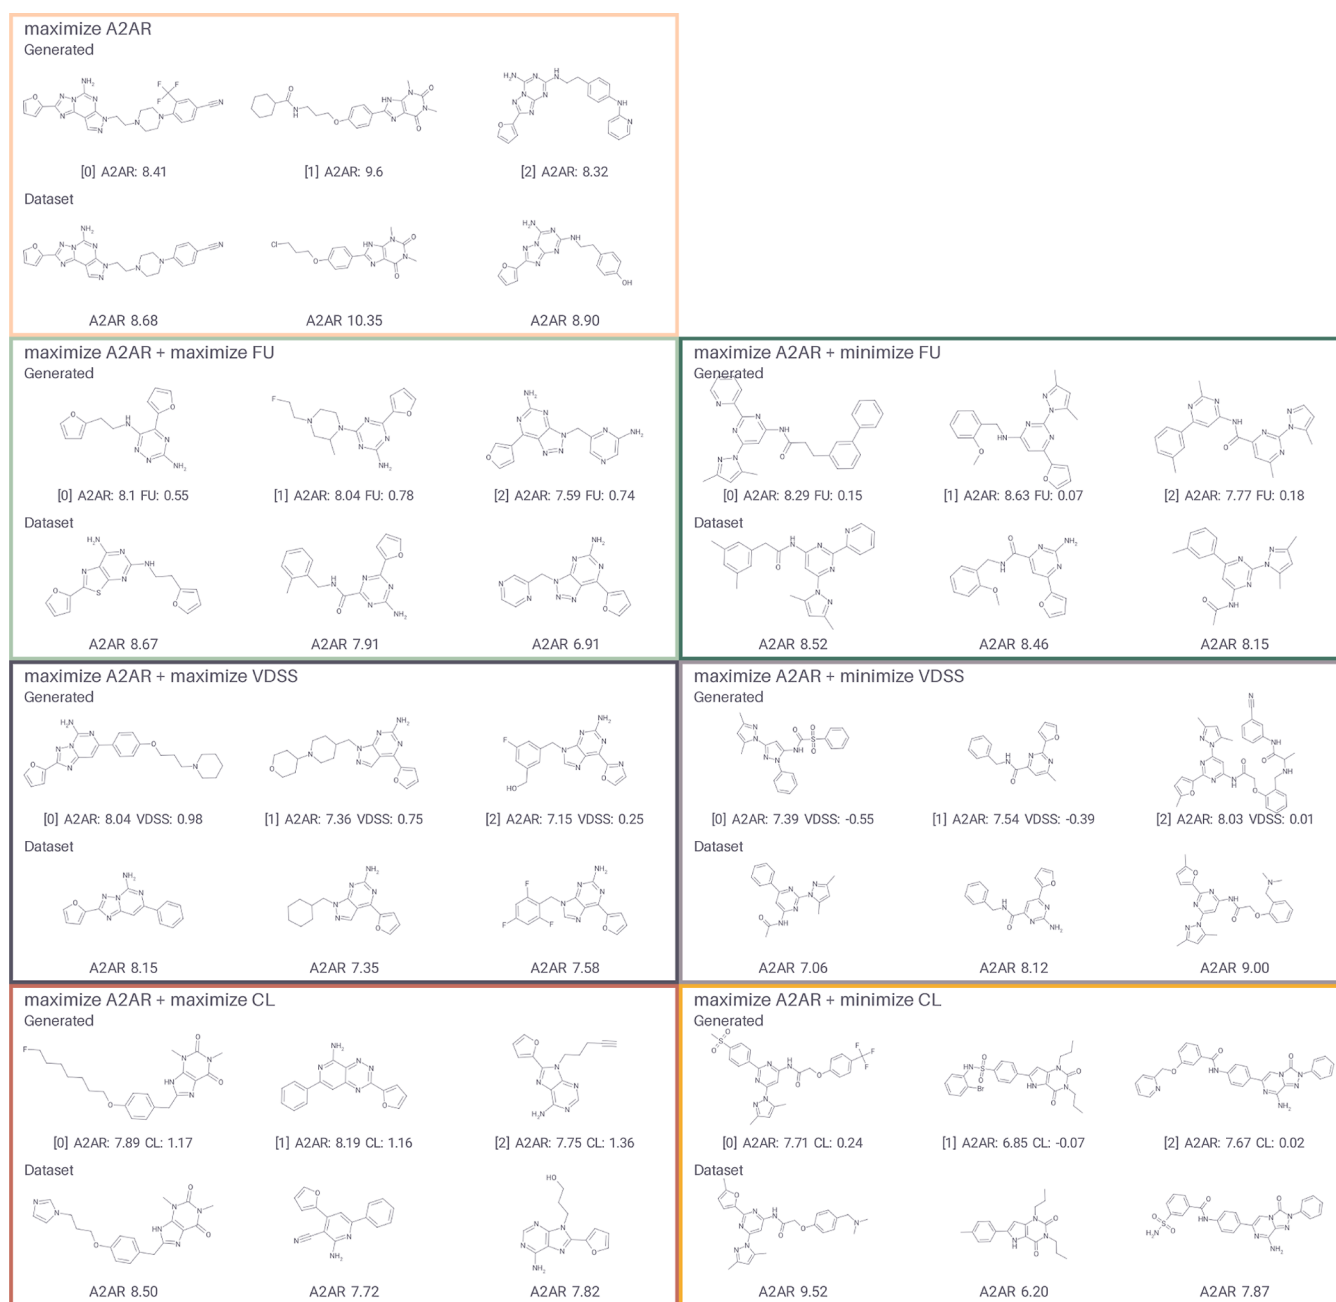 maximize A2AR
Generated
[0] A2AR: 8.41
[1] A2AR: 9.6
[2] A2AR: 8.32
Dataset
A2AR 8.68
A2AR 10.35
A2AR 8.90
maximize A2AR + maximize FU
Generated
[0] A2AR: 8.1 FU: 0.55
[1] A2AR: 8.04 FU: 0.78
[2] A2AR: 7.59 FU: 0.74
Dataset
A2AR 8.67
A2AR 7.91
A2AR 6.91
maximize A2AR + minimize FU
Generated
[0] A2AR: 8.29 FU: 0.15
[1] A2AR: 8.63 FU: 0.07
[2] A2AR: 7.77 FU: 0.18
Dataset
A2AR 8.52
A2AR 8.46
A2AR 8.15
maximize A2AR + maximize VDSS
Generated
[0] A2AR: 8.04 VDSS: 0.98
[1] A2AR: 7.36 VDSS: 0.75
[2] A2AR: 7.15 VDSS: 0.25
Dataset
A2AR 8.15
A2AR 7.35
A2AR 7.58
maximize A2AR + minimize VDSS
Generated
[0] A2AR: 7.39 VDSS: -0.55
[1] A2AR: 7.54 VDSS: -0.39
[2] A2AR: 8.03 VDSS: 0.01
Dataset
A2AR 7.06
A2AR 8.12
A2AR 9.00
maximize A2AR + maximize CL
Generated
[0] A2AR: 7.89 CL: 1.17
[1] A2AR: 8.19 CL: 1.16
[2] A2AR: 7.75 CL: 1.36
Dataset
A2AR 8.50
A2AR 7.72
A2AR 7.82
maximize A2AR + minimize CL
Generated
[0] A2AR: 7.71 CL: 0.24
[1] A2AR: 6.85 CL: -0.07
[2] A2AR: 7.67 CL: 0.02
Dataset
A2AR 9.52
A2AR 6.20
A2AR 7.87